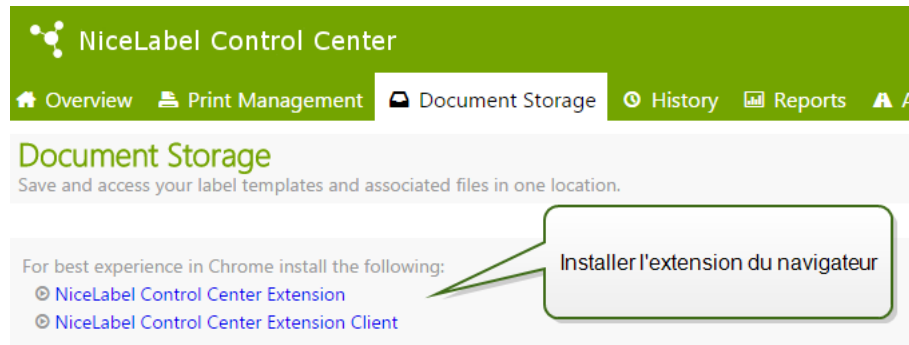 NiceLabel Control Center
Overview Print Management Document Storage History Reports A
Document Storage
Save and access your label templates and associated files in one location.
For best experience in Chrome install the following:
Installer l'extension du navigateur
NiceLabel Control Center Extension
NiceLabel Control Center Extension Client